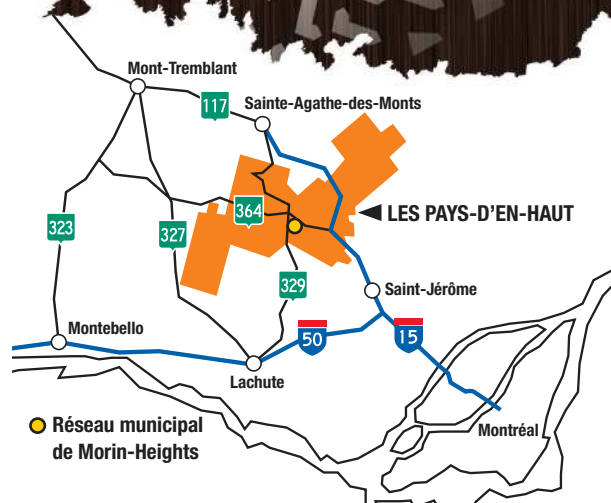 Mont-Tremblant
117
Sainte-Agathe-des-Monts
364
LES PAYS-D'EN-HAUT
323
327
329
Saint-Jérôme
Montebello
50
15
Lachute
Réseau municipal
de Morin-Heights
Montréal